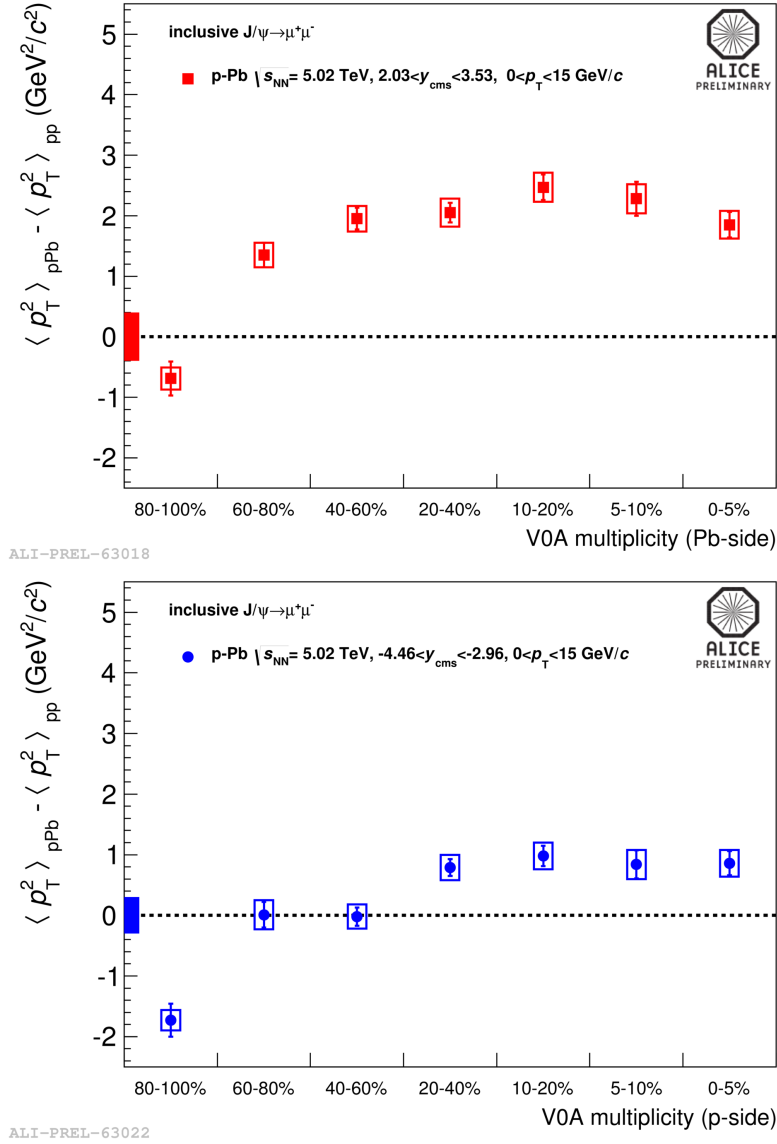 inclusive J/ψ→μ⁺μ⁻
p-Pb √sNN= 5.02 TeV, 2.03<ycms<3.53, 0<pT<15 GeV/c
ALICE
PRELIMINARY
⟨ p²T ⟩ pPb - ⟨ p²T ⟩ pp (GeV²/c²)
5
4
3
2
1
0
-1
-2
80-100% 60-80% 40-60% 20-40% 10-20% 5-10% 0-5%
V0A multiplicity (Pb-side)
ALI-PREL-63018
inclusive J/ψ→μ⁺μ⁻
p-Pb √sNN= 5.02 TeV, -4.46<ycms<-2.96, 0<pT<15 GeV/c
ALICE
PRELIMINARY
⟨ p²T ⟩ pPb - ⟨ p²T ⟩ pp (GeV²/c²)
5
4
3
2
1
0
-1
-2
80-100% 60-80% 40-60% 20-40% 10-20% 5-10% 0-5%
V0A multiplicity (p-side)
ALI-PREL-63022